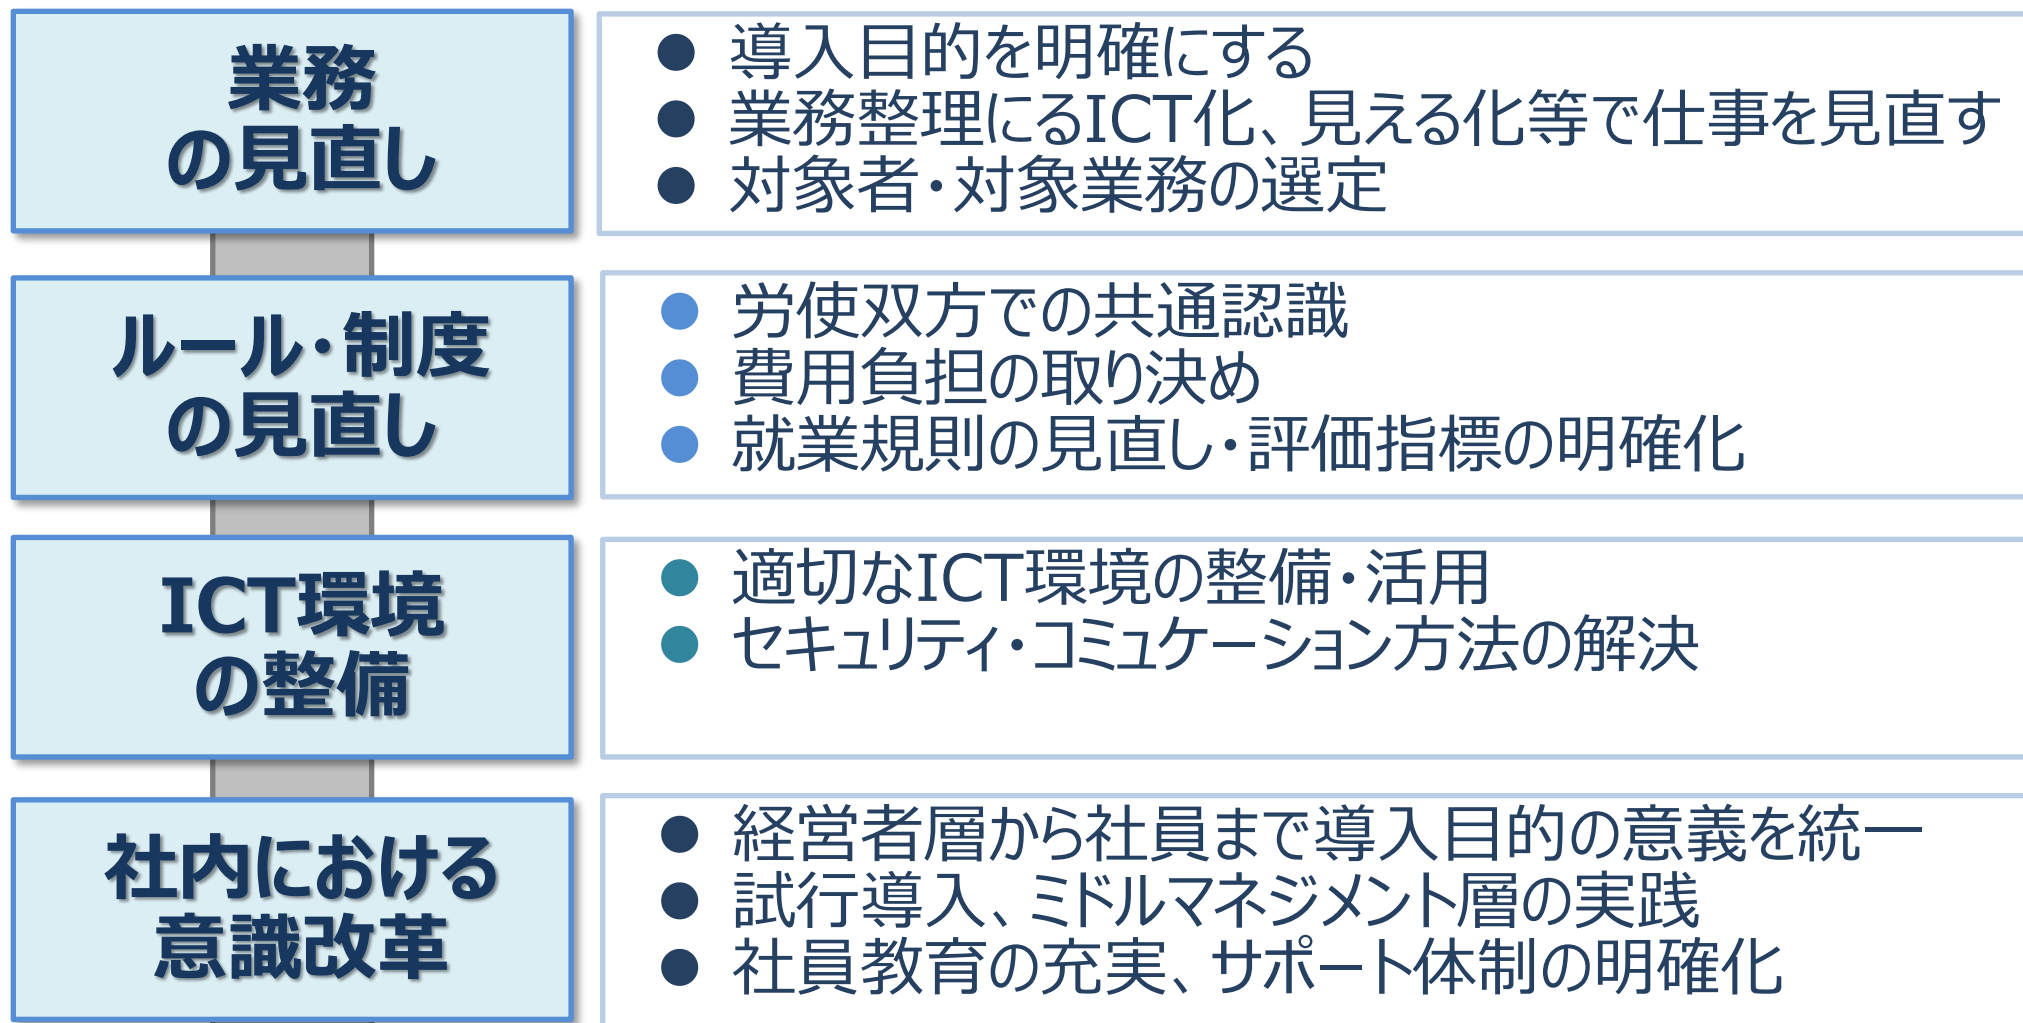 業務
の見直し
● 導入目的を明確にする
● 業務整理にるICT化、見える化等で仕事を見直す
● 対象者・対象業務の選定
ルール・制度
の見直し
● 労使双方での共通認識
● 費用負担の取り決め
● 就業規則の見直し・評価指標の明確化
ICT環境
の整備
● 適切なICT環境の整備・活用
● セキュリティ・コミュケーション方法の解決
社内における
意識改革
● 経営者層から社員まで導入目的の意義を統一
● 試行導入、ミドルマネジメント層の実践
● 社員教育の充実、サポート体制の明確化